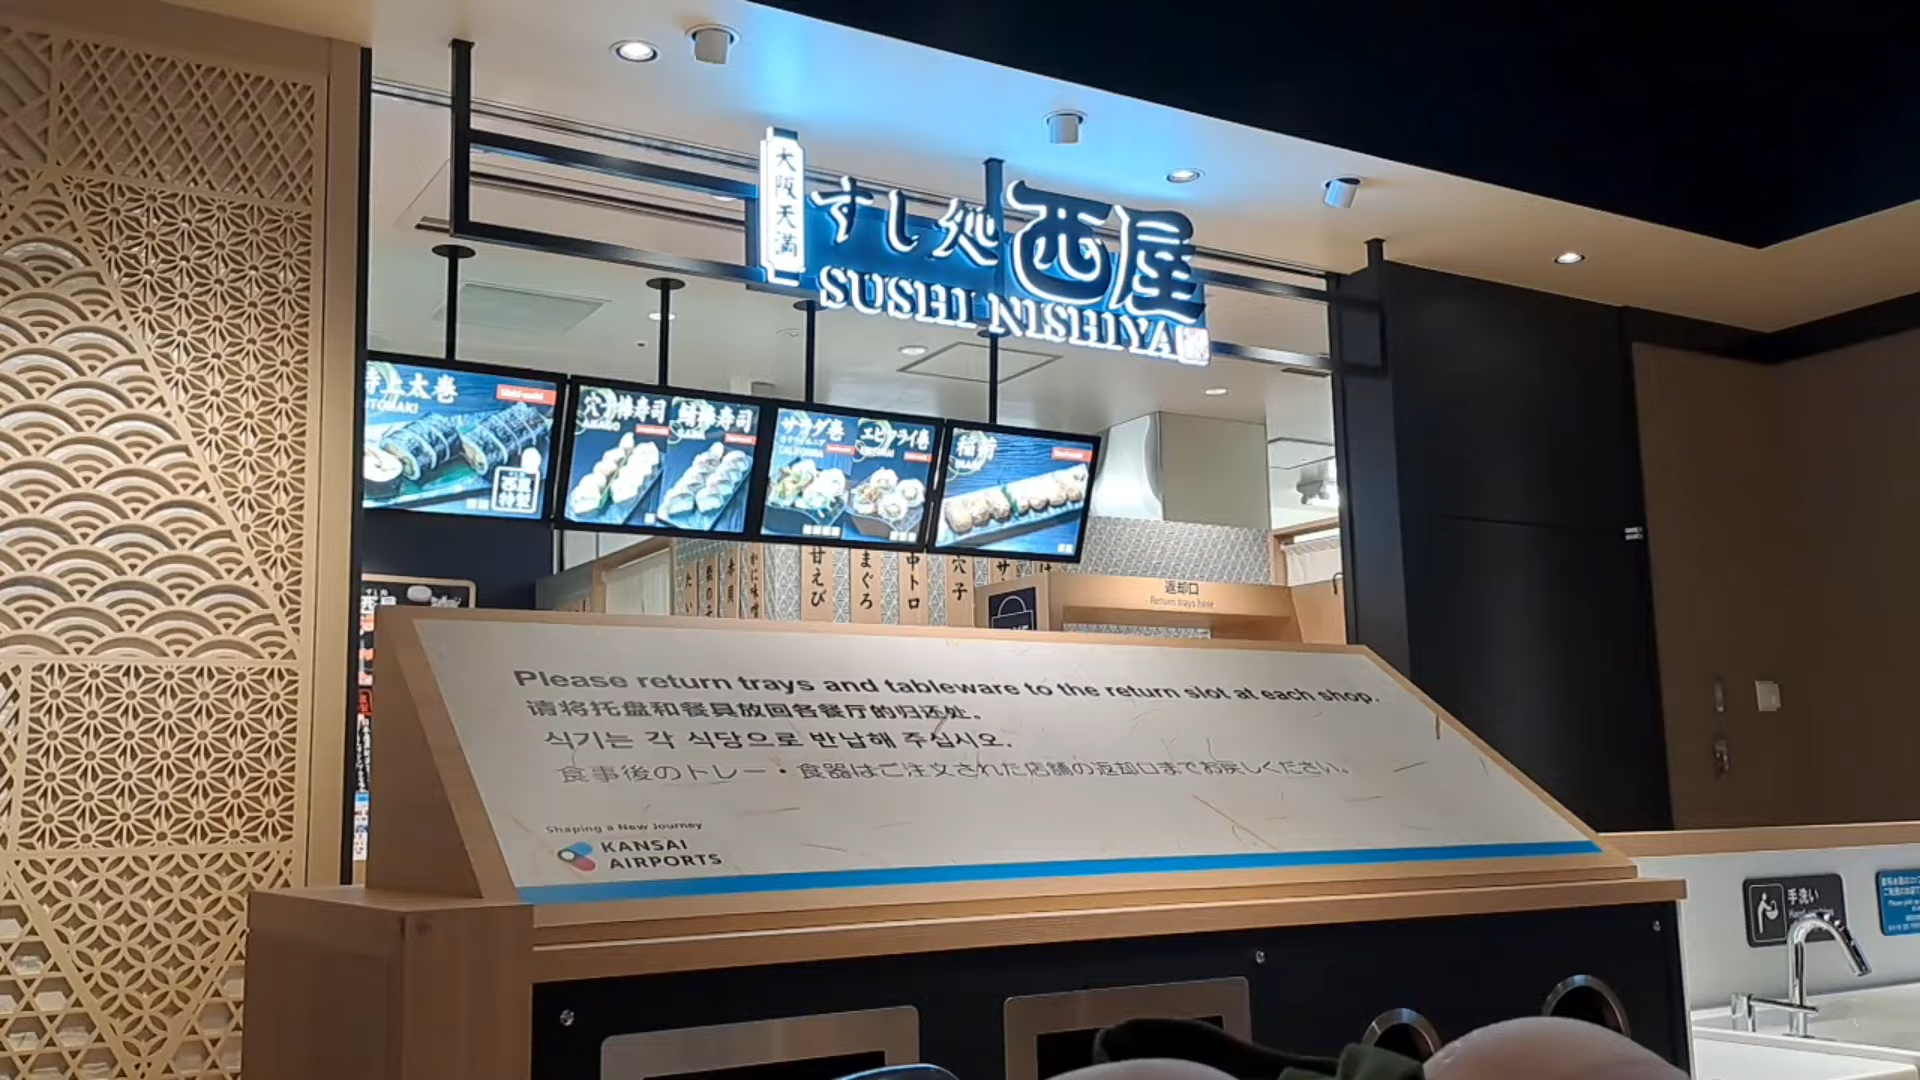 大阪天満
すし処 西屋
SUSHI NISHIYA
上太巻
穴子棒寿司
鯖棒寿司
サラダ巻
エビフライ巻
稲荷
西屋
特製
赤貝
甘えび
まぐろ
中トロ
穴子
返却口
Return trays here
Please return trays and tableware to the return slot at each shop.
请将托盘和餐具放回各餐厅的归还处。
식기는 각 식당으로 반납해 주십시오.
食事後のトレー・食器はご注文された店舗の返却口までお戻しください。
Shaping a New Journey
KANSAI
AIRPORTS
手洗い